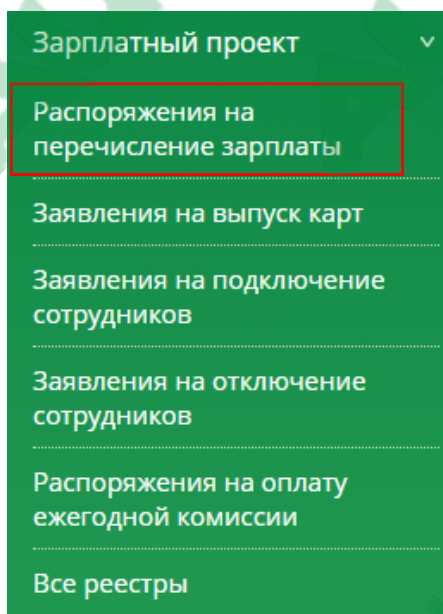 Зарплатный проект
Распоряжения на
перечисление зарплаты
Заявления на выпуск карт
Заявления на подключение
сотрудников
Заявления на отключение
сотрудников
Распоряжения на оплату
ежегодной комиссии
Все реестры